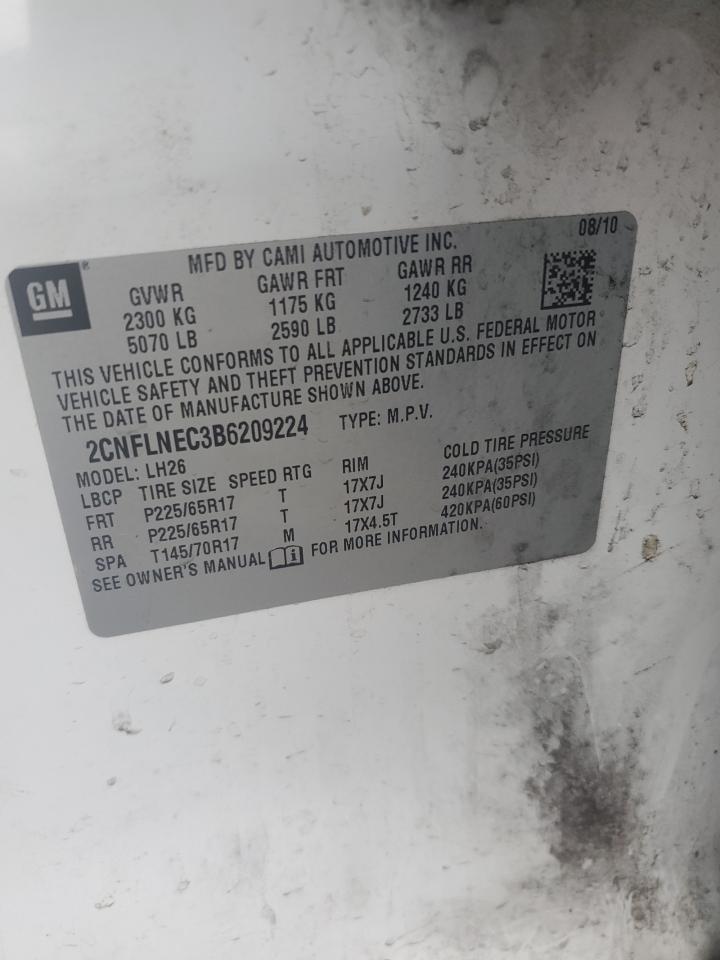 GM®
MFD BY CAMI AUTOMOTIVE INC. 08/10
GVWR GAWR FRT GAWR RR
2300 KG 1175 KG 1240 KG
5070 LB 2590 LB 2733 LB
THIS VEHICLE CONFORMS TO ALL APPLICABLE U.S. FEDERAL MOTOR
VEHICLE SAFETY AND THEFT PREVENTION STANDARDS IN EFFECT ON
THE DATE OF MANUFACTURE SHOWN ABOVE.
2CNFLNEC3B6209224 TYPE: M.P.V.
MODEL: LH26
LBCP TIRE SIZE SPEED RTG RIM COLD TIRE PRESSURE
FRT P225/65R17 T 17X7J 240KPA(35PSI)
RR P225/65R17 T 17X7J 240KPA(35PSI)
SPA T145/70R17 M 17X4.5T 420KPA(60PSI)
SEE OWNER'S MANUAL i FOR MORE INFORMATION.